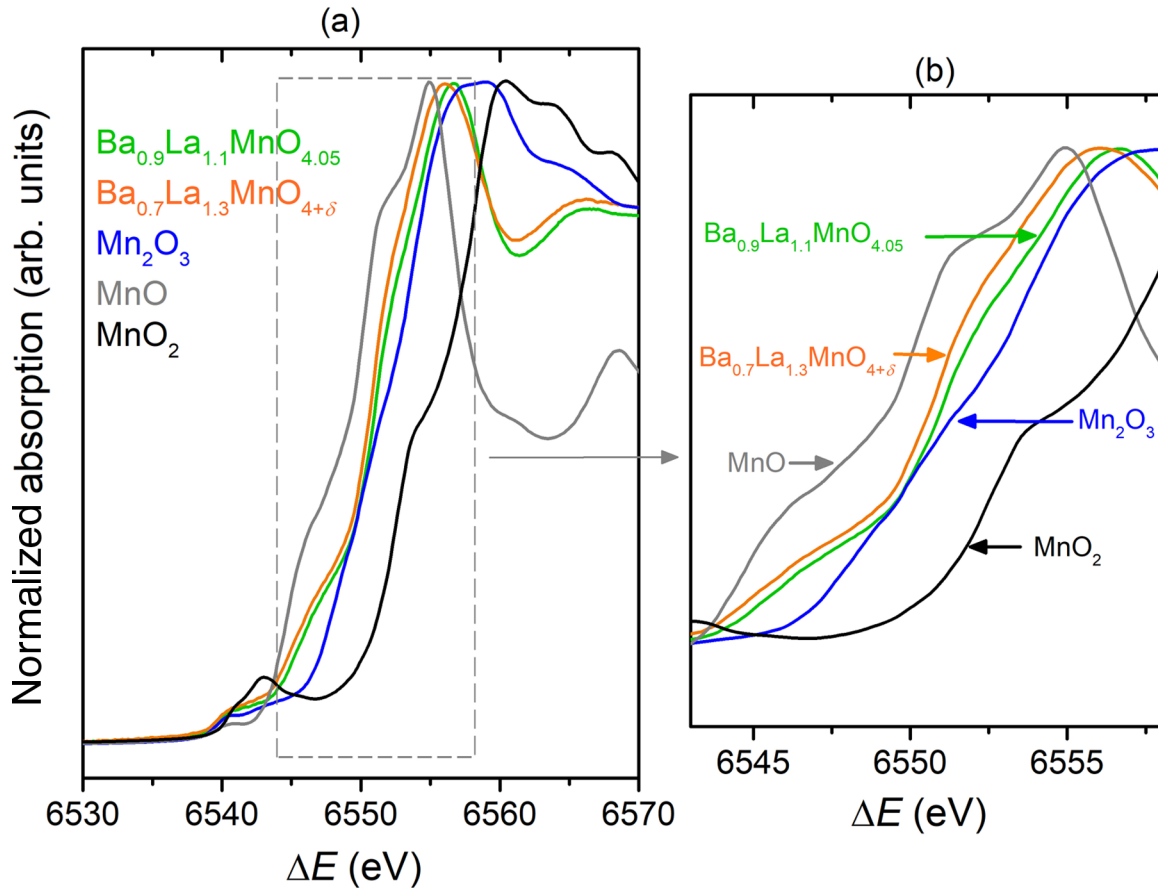 (a)
Normalized absorption (arb. units)
Ba₀.₉La₁.₁MnO₄.₀₅
Ba₀.₇La₁.₃MnO₄₊δ
Mn₂O₃
MnO
MnO₂
6530 6540 6550 6560 6570
ΔE (eV)
(b)
Ba₀.₉La₁.₁MnO₄.₀₅
Ba₀.₇La₁.₃MnO₄₊δ
Mn₂O₃
MnO
MnO₂
6545 6550 6555
ΔE (eV)